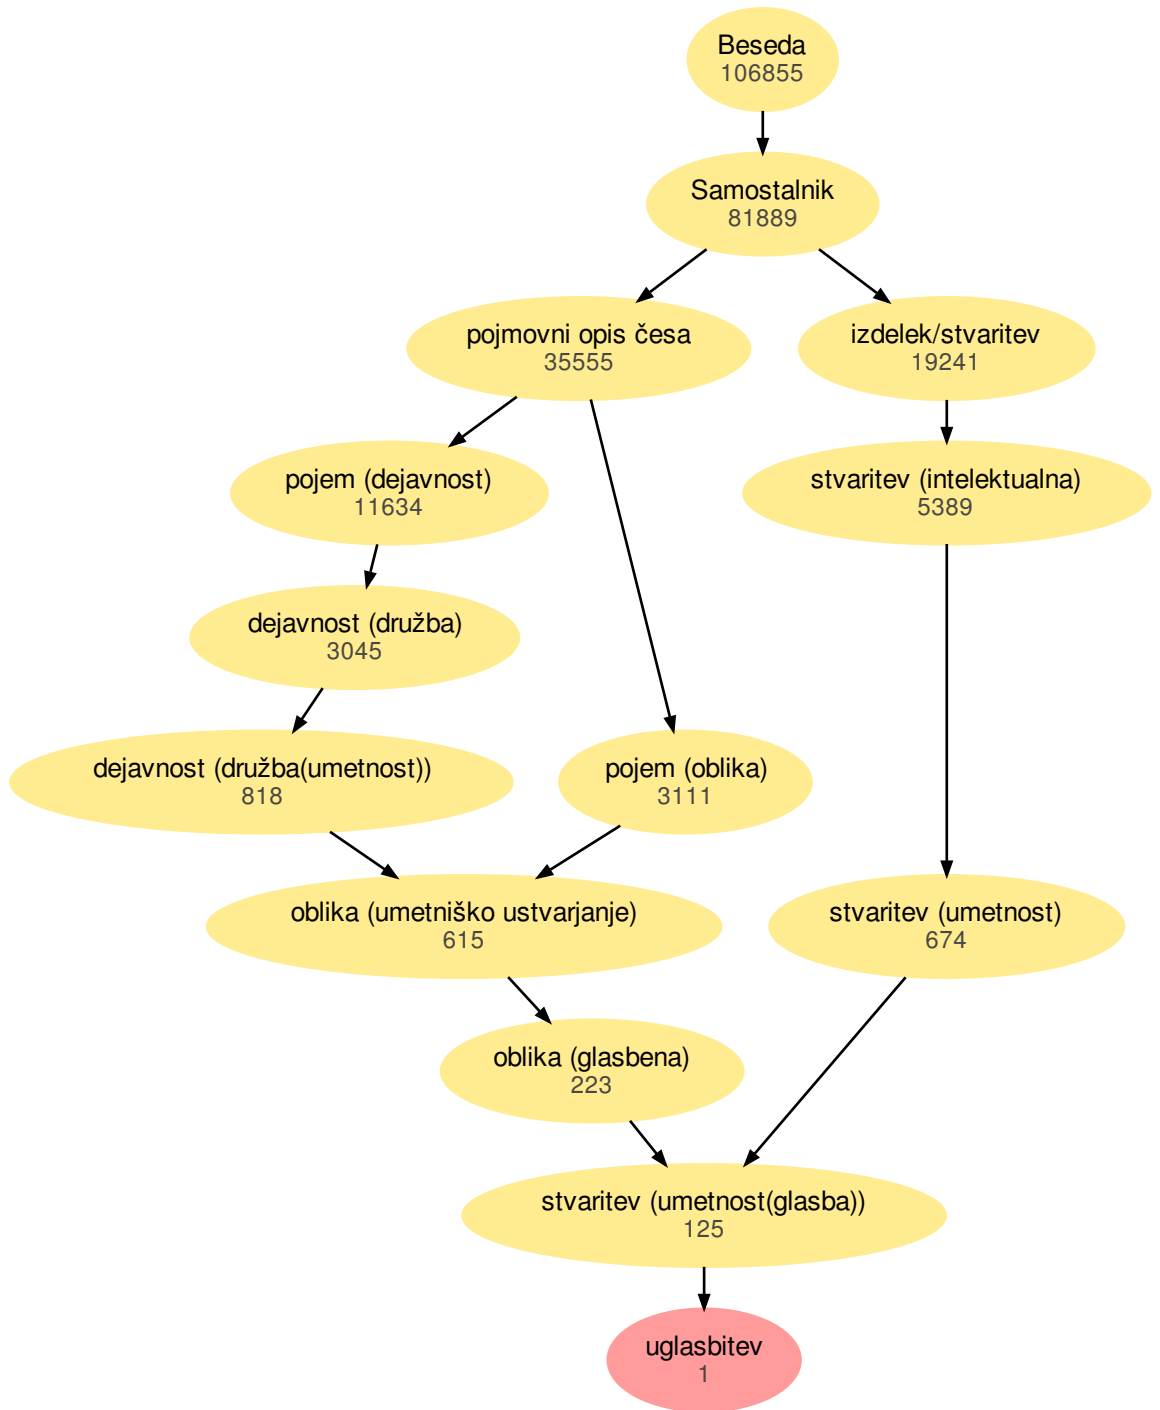 Beseda
106855
Samostalnik
81889
pojmovni opis česa
35555
izdelek/stvaritev
19241
pojem (dejavnost)
11634
stvaritev (intelektualna)
5389
dejavnost (družba)
3045
dejavnost (družba(umetnost))
818
pojem (oblika)
3111
oblika (umetniško ustvarjanje)
615
stvaritev (umetnost)
674
oblika (glasbena)
223
stvaritev (umetnost(glasba))
125
uglasbitev
1